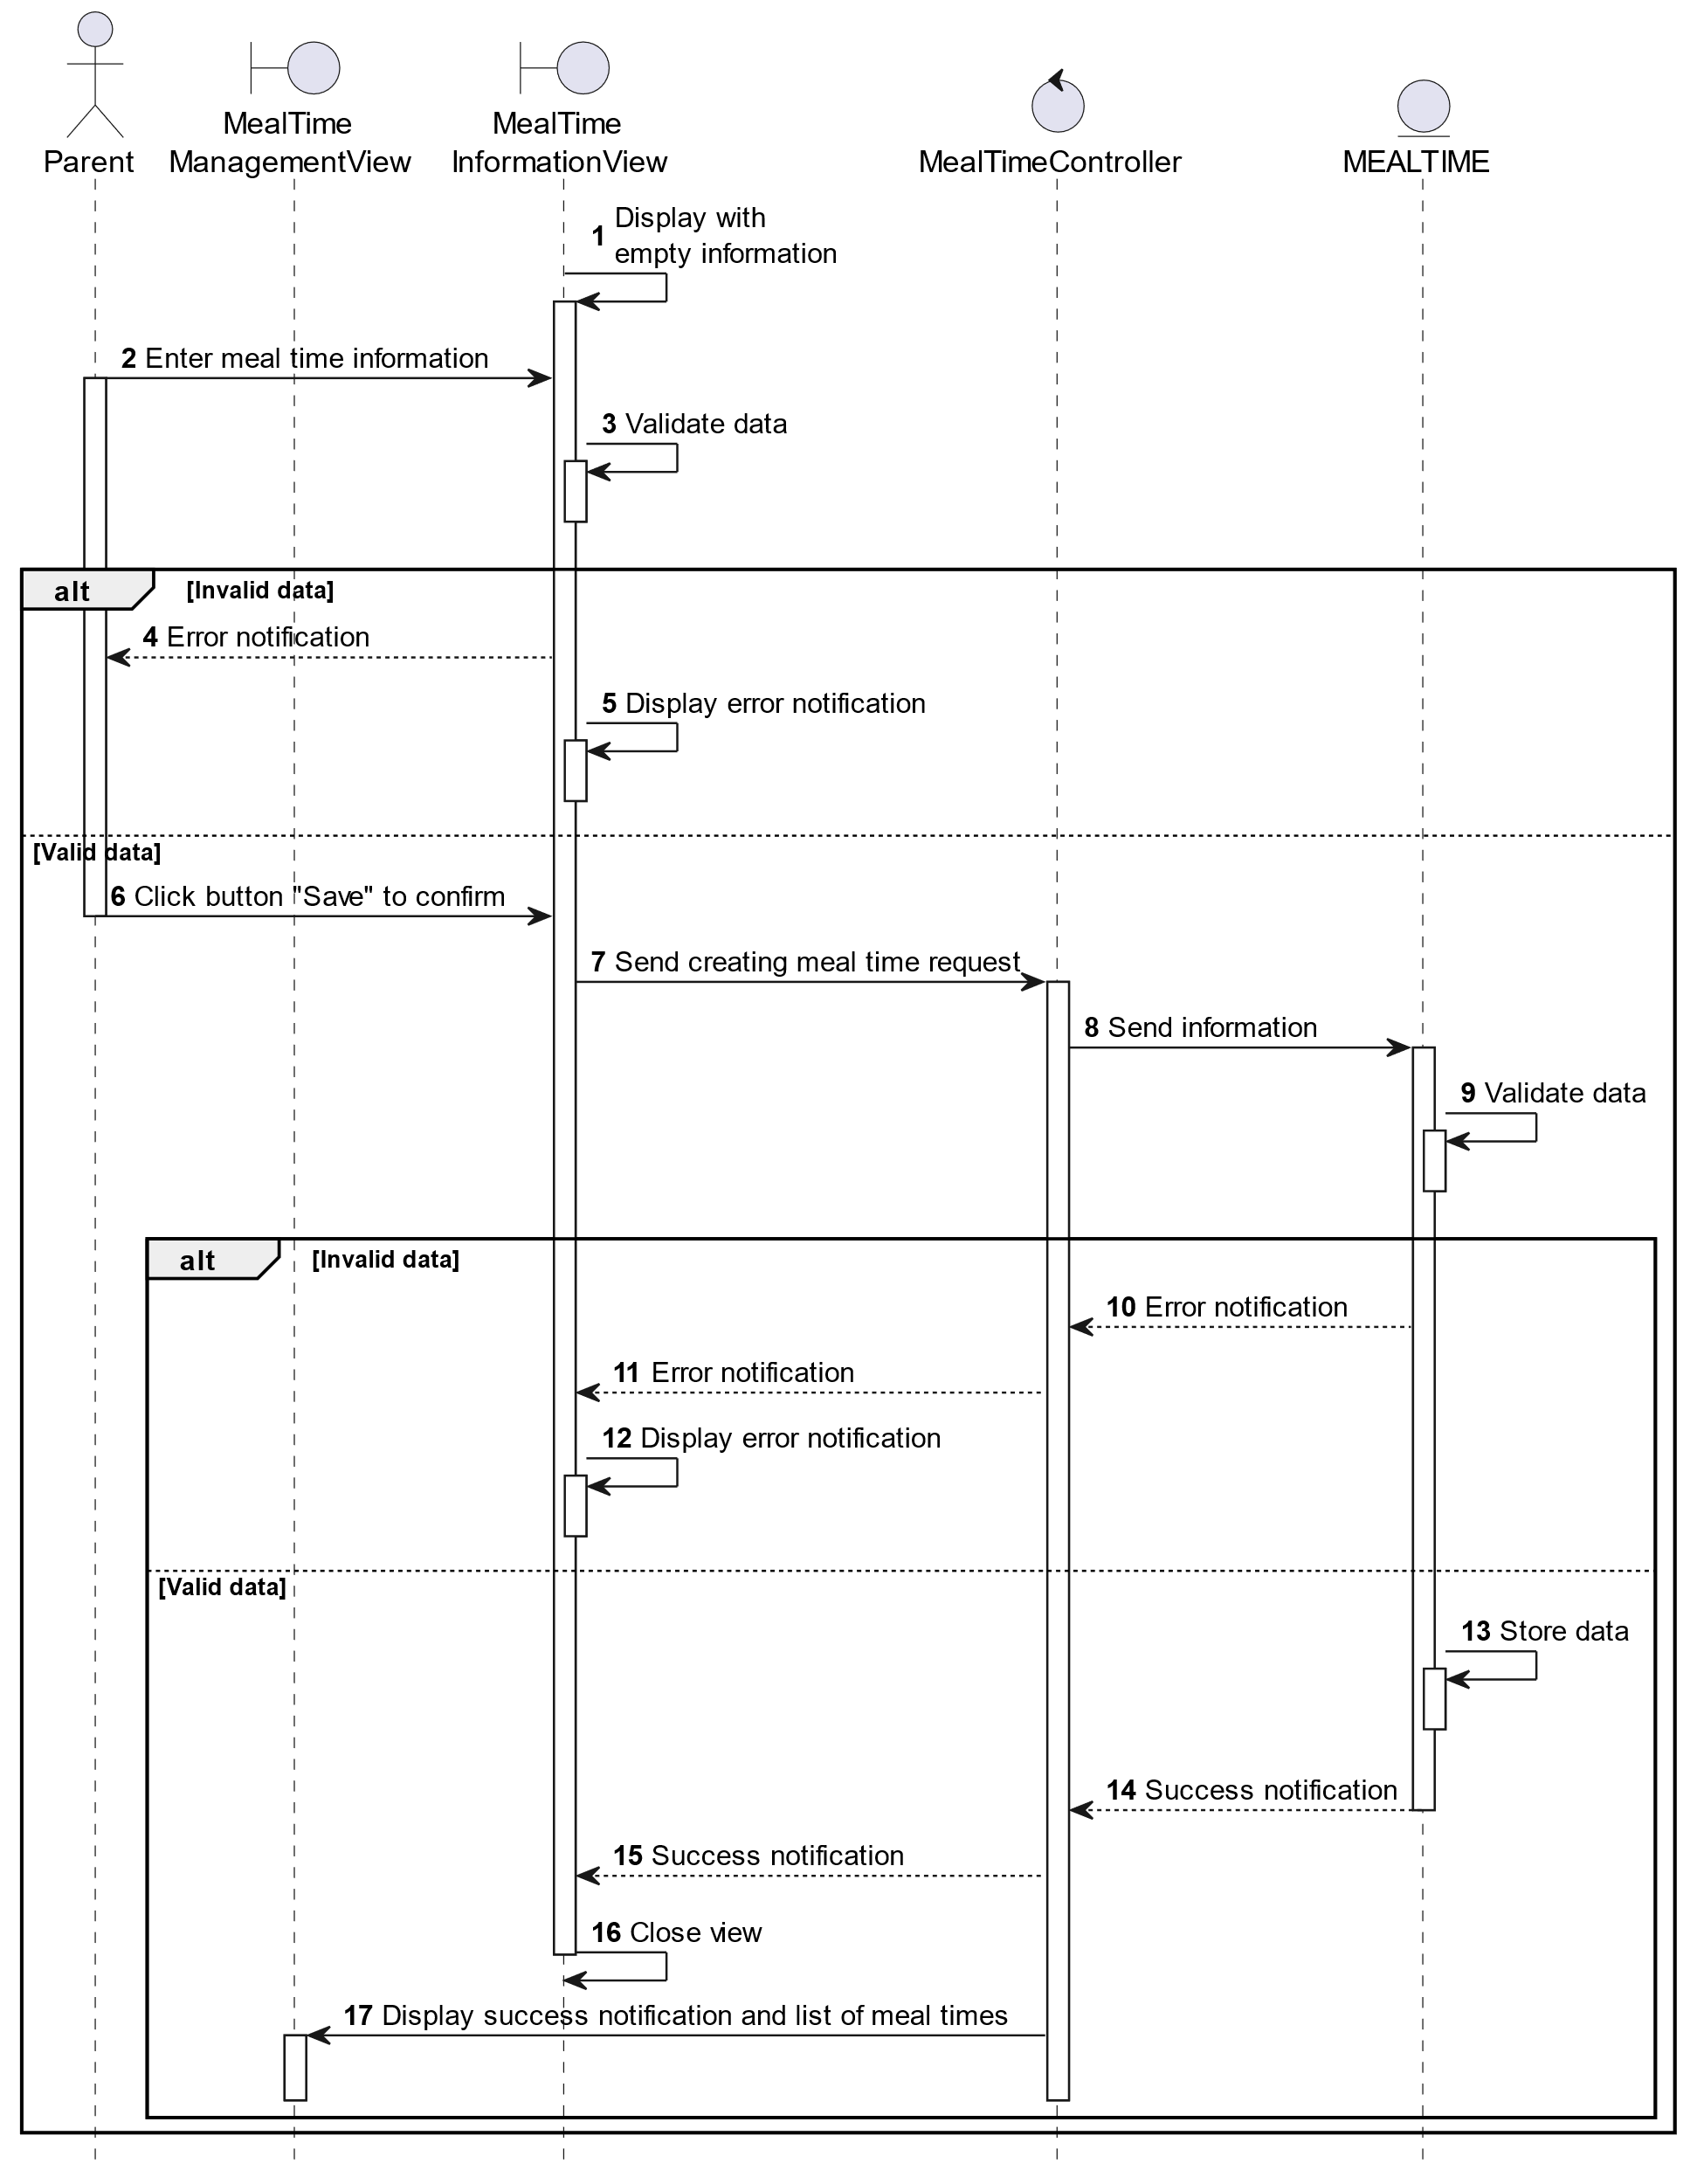 Parent
MealTime
ManagementView
MealTime
InformationView
MealTimeController
MEALTIME
1 Display with
empty information
2 Enter meal time information
3 Validate data
alt [Invalid data]
4 Error notification
5 Display error notification
[Valid data]
6 Click button "Save" to confirm
7 Send creating meal time request
8 Send information
9 Validate data
alt [Invalid data]
10 Error notification
11 Error notification
12 Display error notification
[Valid data]
13 Store data
14 Success notification
15 Success notification
16 Close view
17 Display success notification and list of meal times